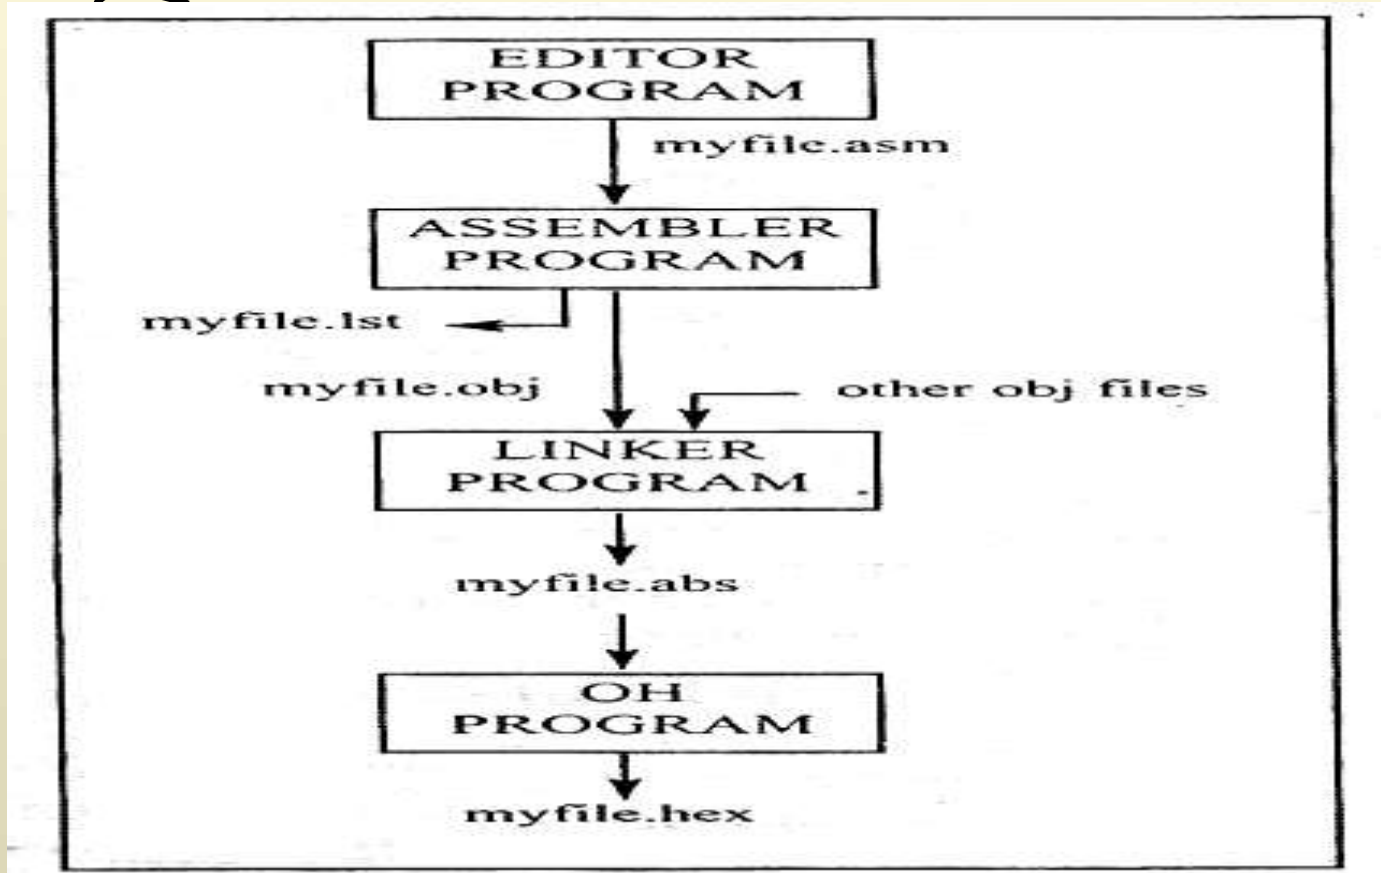 EDITOR
PROGRAM
myfile.asm
ASSEMBLER
PROGRAM
myfile.lst
myfile.obj
other obj files
LINKER
PROGRAM
myfile.abs
OH
PROGRAM
myfile.hex